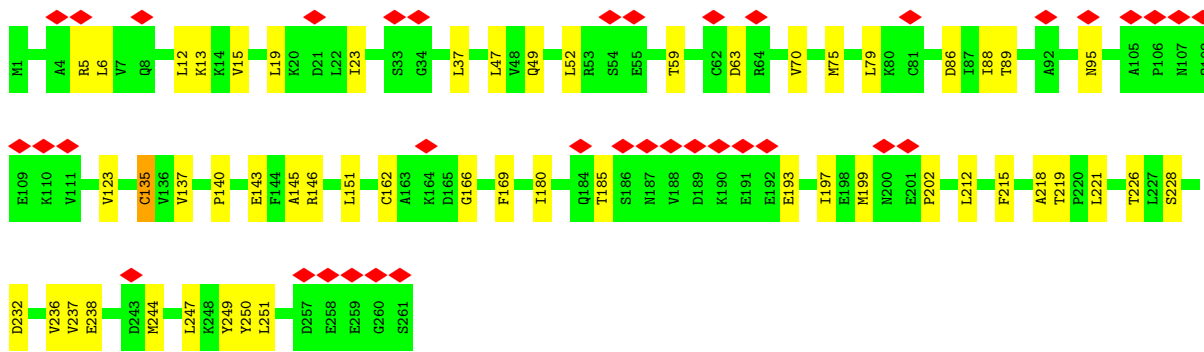 M1 A4 R5 L6 V7 Q8 L12 K13 K14 V15 L19 K20 D21 L22 I23 S33 G34 L37 L47 V48 Q49 L52 R53 S54 E55 T59 C62 D63 R64 V70 M75 L79 K80 C81 D86 I87 I88 T89 A92 N95 A105 P106 N107
E109 K110 V111 V123 C135 V136 V137 P140 E143 F144 A145 R146 L151 C162 A163 K164 D165 G166 F169 I180 Q184 T185 S186 N187 V188 D189 K190 E191 E192 E193 I197 E198 M199 N200 E201 P202 L212 F215 A218 T219 P220 L221 T226 L227 S228
D232 V236 V237 E238 D243 M244 L247 K248 Y249 Y250 L251 D257 E258 E259 G260 S261